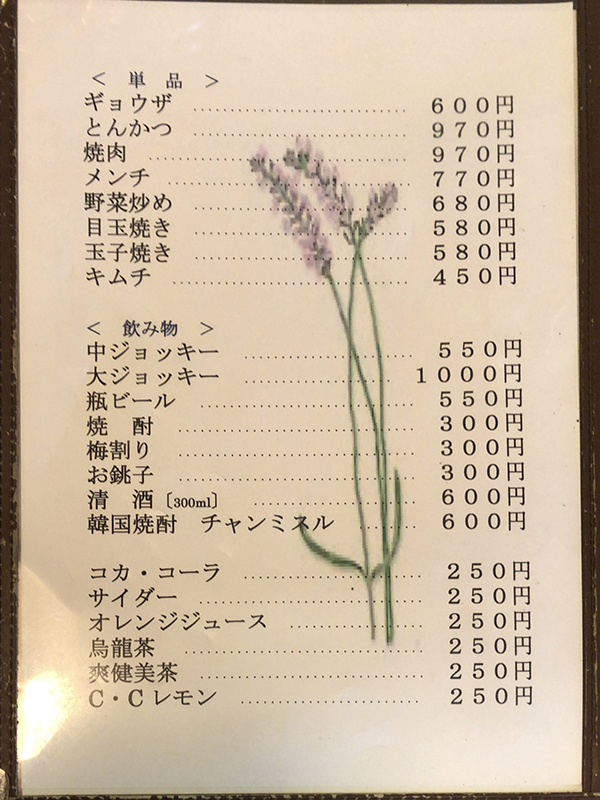 ＜ 単 品 ＞
ギョウザ ........................ ６００円
とんかつ ........................ ９７０円
焼肉 ........................ ９７０円
メンチ ........................ ７７０円
野菜炒め ........................ ６８０円
目玉焼き ........................ ５８０円
玉子焼き ........................ ５８０円
キムチ ........................ ４５０円
＜ 飲み物 ＞
中ジョッキー ........................ ５５０円
大ジョッキー ........................ １０００円
瓶ビール ........................ ５５０円
焼　酎 ........................ ３００円
梅割り ........................ ３００円
お銚子 ........................ ３００円
清　酒〔300ml〕 ........................ ６００円
韓国焼酎　チャンミスル ........ ６００円
コカ・コーラ ........................ ２５０円
サイダー ........................ ２５０円
オレンジジュース ........................ ２５０円
烏龍茶 ........................ ２５０円
爽健美茶 ........................ ２５０円
C・Cレモン ........................ ２５０円